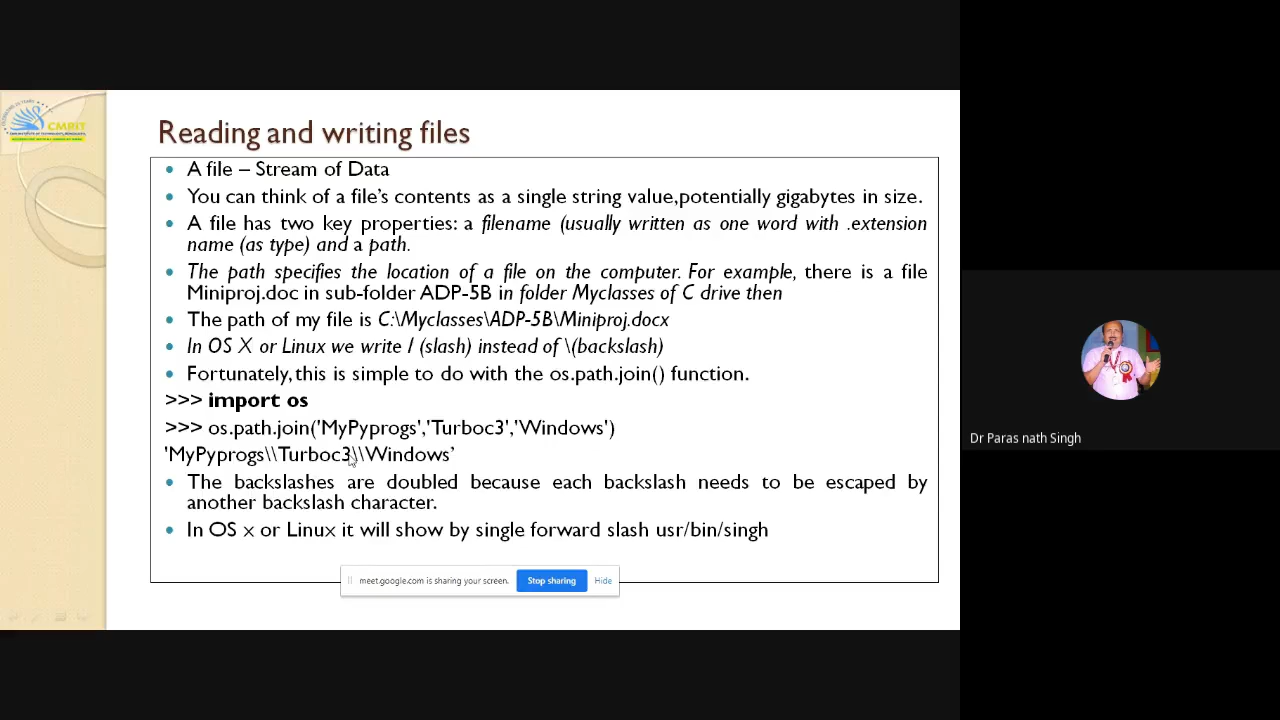 CMRIT
Reading and writing files
• A file – Stream of Data
• You can think of a file's contents as a single string value,potentially gigabytes in size.
• A file has two key properties: a filename (usually written as one word with .extension
name (as type) and a path.
• The path specifies the location of a file on the computer. For example, there is a file
Miniproj.doc in sub-folder ADP-5B in folder Myclasses of C drive then
• The path of my file is C:\Myclasses\ADP-5B\Miniproj.docx
• In OS X or Linux we write / (slash) instead of \(backslash)
• Fortunately, this is simple to do with the os.path.join() function.
>>> import os
>>> os.path.join('MyPyprogs','Turboc3','Windows')
'MyPyprogs\\Turboc3\\Windows’
• The backslashes are doubled because each backslash needs to be escaped by
another backslash character.
• In OS x or Linux it will show by single forward slash usr/bin/singh
meet.google.com is sharing your screen. Stop sharing Hide
Dr Paras nath Singh